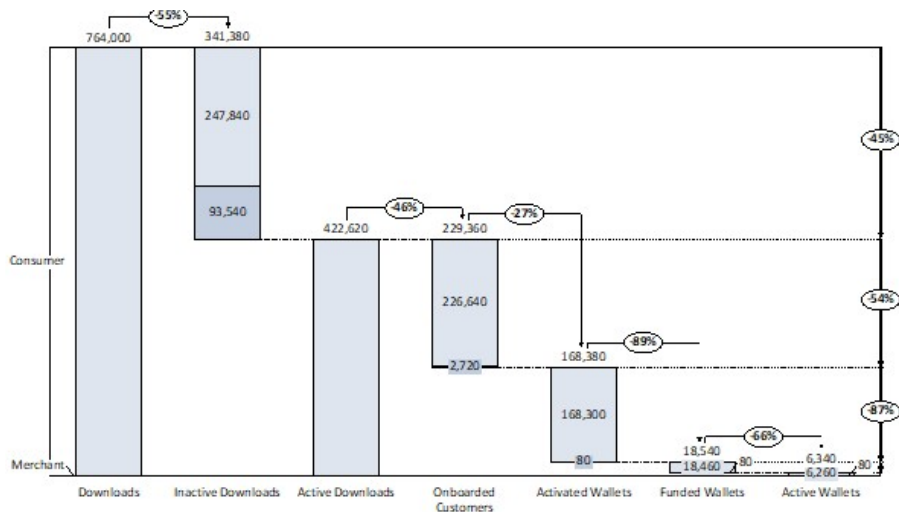 -55%
764,000
341,380
247,840
-45%
93,540
-46%
-27%
422,620
229,360
Consumer
226,640
-54%
-89%
2,720
168,380
168,300
-87%
-66%
18,540
6,340
Merchant
80
18,460
80
6,260
80
Downloads
Inactive Downloads
Active Downloads
Onboarded
Customers
Activated Wallets
Funded Wallets
Active Wallets